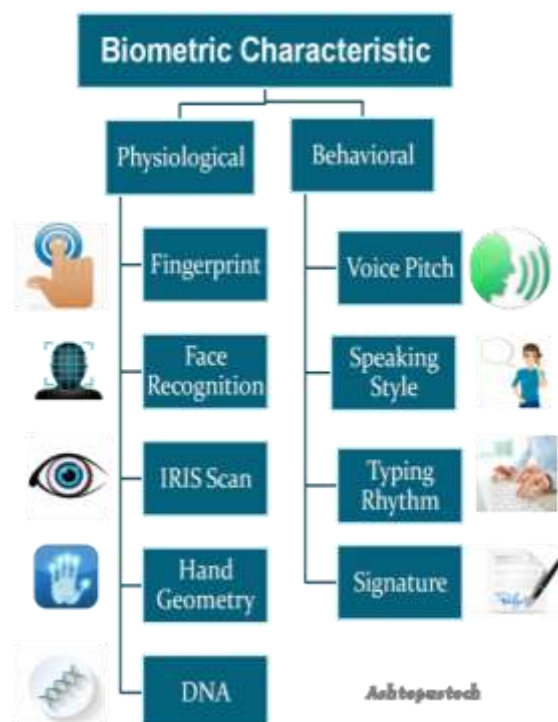 Biometric Characteristic
Physiological
Behavioral
Fingerprint
Voice Pitch
Face
Recognition
Speaking
Style
IRIS Scan
Typing
Rhythm
Hand
Geometry
Signature
DNA